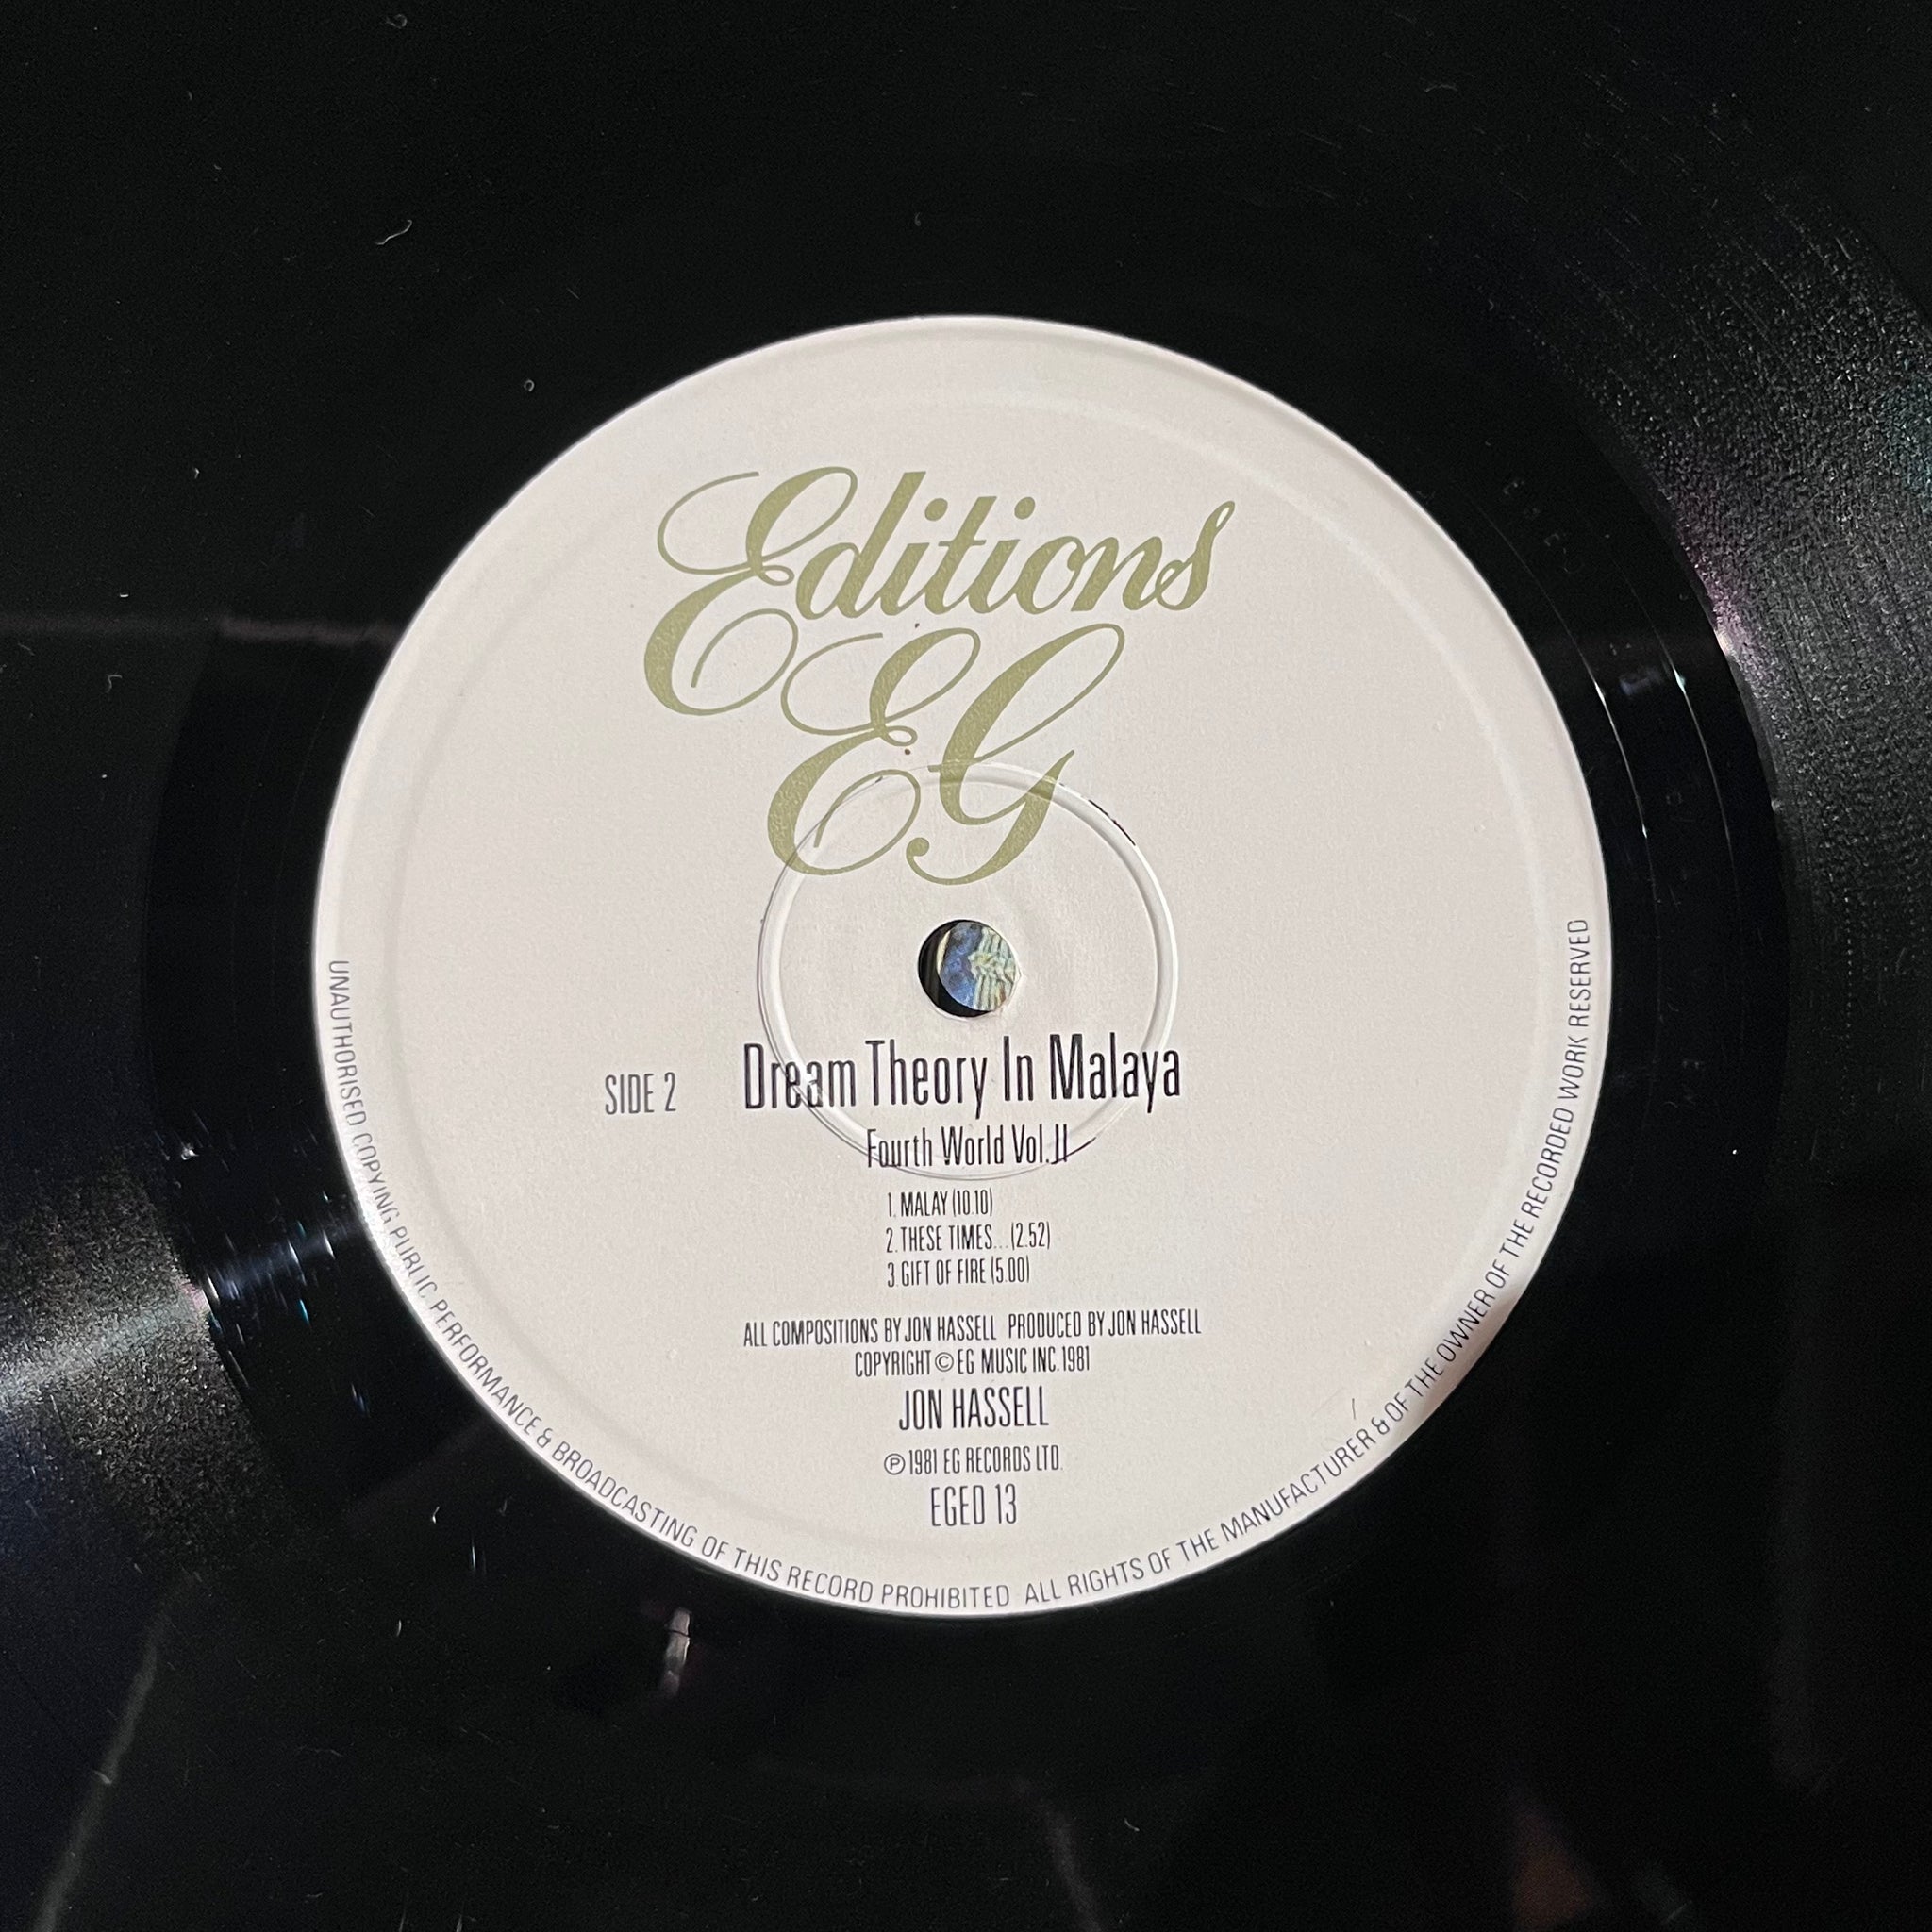 Editions
EG
SIDE 2
Dream Theory In Malaya
Fourth World Vol. II
1. MALAY (10.10)
2. THESE TIMES... (2.52)
3. GIFT OF FIRE (5.00)
ALL COMPOSITIONS BY JON HASSELL PRODUCED BY JON HASSELL
COPYRIGHT © EG MUSIC INC. 1981
JON HASSELL
℗ 1981 EG RECORDS LTD.
EGED 13
UNAUTHORISED COPYING PUBLIC PERFORMANCE & BROADCASTING OF THIS RECORD PROHIBITED ALL RIGHTS OF THE MANUFACTURER & OF THE OWNER OF THE RECORDED WORK RESERVED